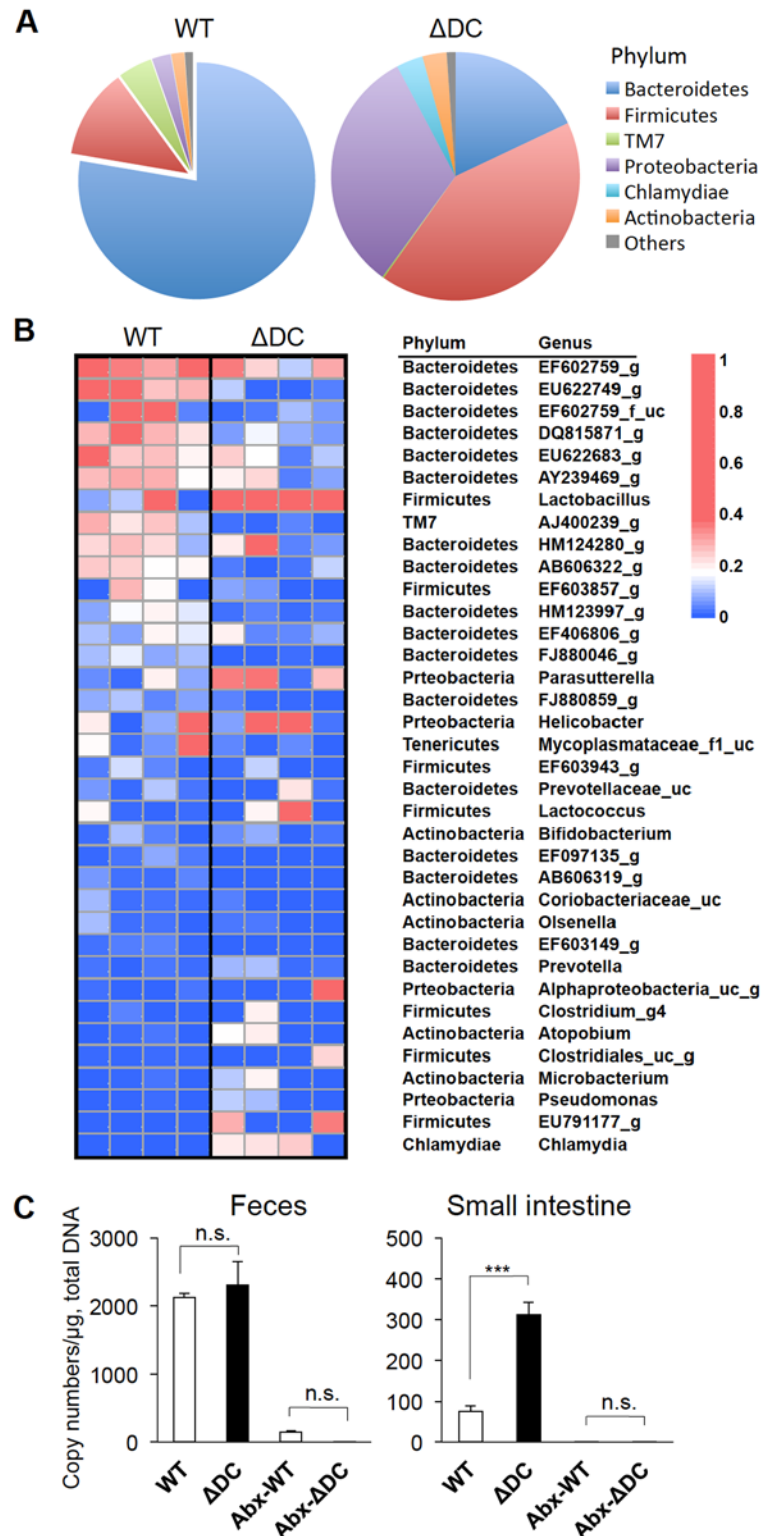 A
WT
ΔDC
Phylum
Bacteroidetes
Firmicutes
TM7
Proteobacteria
Chlamydiae
Actinobacteria
Others
B
WT
ΔDC
Phylum Genus
Bacteroidetes EF602759_g
Bacteroidetes EU622749_g
Bacteroidetes EF602759_f_uc
Bacteroidetes DQ815871_g
Bacteroidetes EU622683_g
Bacteroidetes AY239469_g
Firmicutes Lactobacillus
TM7 AJ400239_g
Bacteroidetes HM124280_g
Bacteroidetes AB606322_g
Firmicutes EF603857_g
Bacteroidetes HM123997_g
Bacteroidetes EF406806_g
Bacteroidetes FJ880046_g
Prteobacteria Parasutterella
Bacteroidetes FJ880859_g
Prteobacteria Helicobacter
Tenericutes Mycoplasmataceae_f1_uc
Firmicutes EF603943_g
Bacteroidetes Prevotellaceae_uc
Firmicutes Lactococcus
Actinobacteria Bifidobacterium
Bacteroidetes EF097135_g
Bacteroidetes AB606319_g
Actinobacteria Coriobacteriaceae_uc
Actinobacteria Olsenella
Bacteroidetes EF603149_g
Bacteroidetes Prevotella
Prteobacteria Alphaproteobacteria_uc_g
Firmicutes Clostridium_g4
Actinobacteria Atopobium
Firmicutes Clostridiales_uc_g
Actinobacteria Microbacterium
Prteobacteria Pseudomonas
Firmicutes EU791177_g
Chlamydiae Chlamydia
1
0.8
0.6
0.4
0.2
0
C
Feces
Copy numbers/µg, total DNA
3000
2000
1000
0
n.s.
n.s.
WT
ΔDC
Abx-WT
Abx-ΔDC
Small intestine
500
400
300
200
100
0
***
n.s.
WT
ΔDC
Abx-WT
Abx-ΔDC